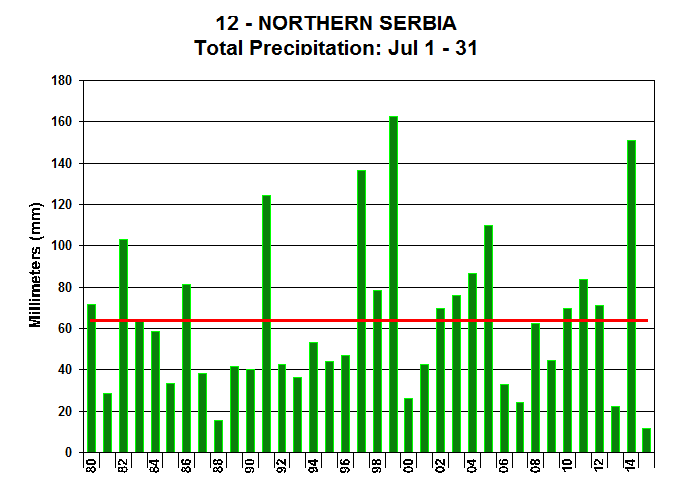 12 - NORTHERN SERBIA
Total Precipitation: Jul 1 - 31
Millimeters (mm)
180
160
140
120
100
80
60
40
20
0
80 82 84 86 88 90 92 94 96 98 00 02 04 06 08 10 12 14